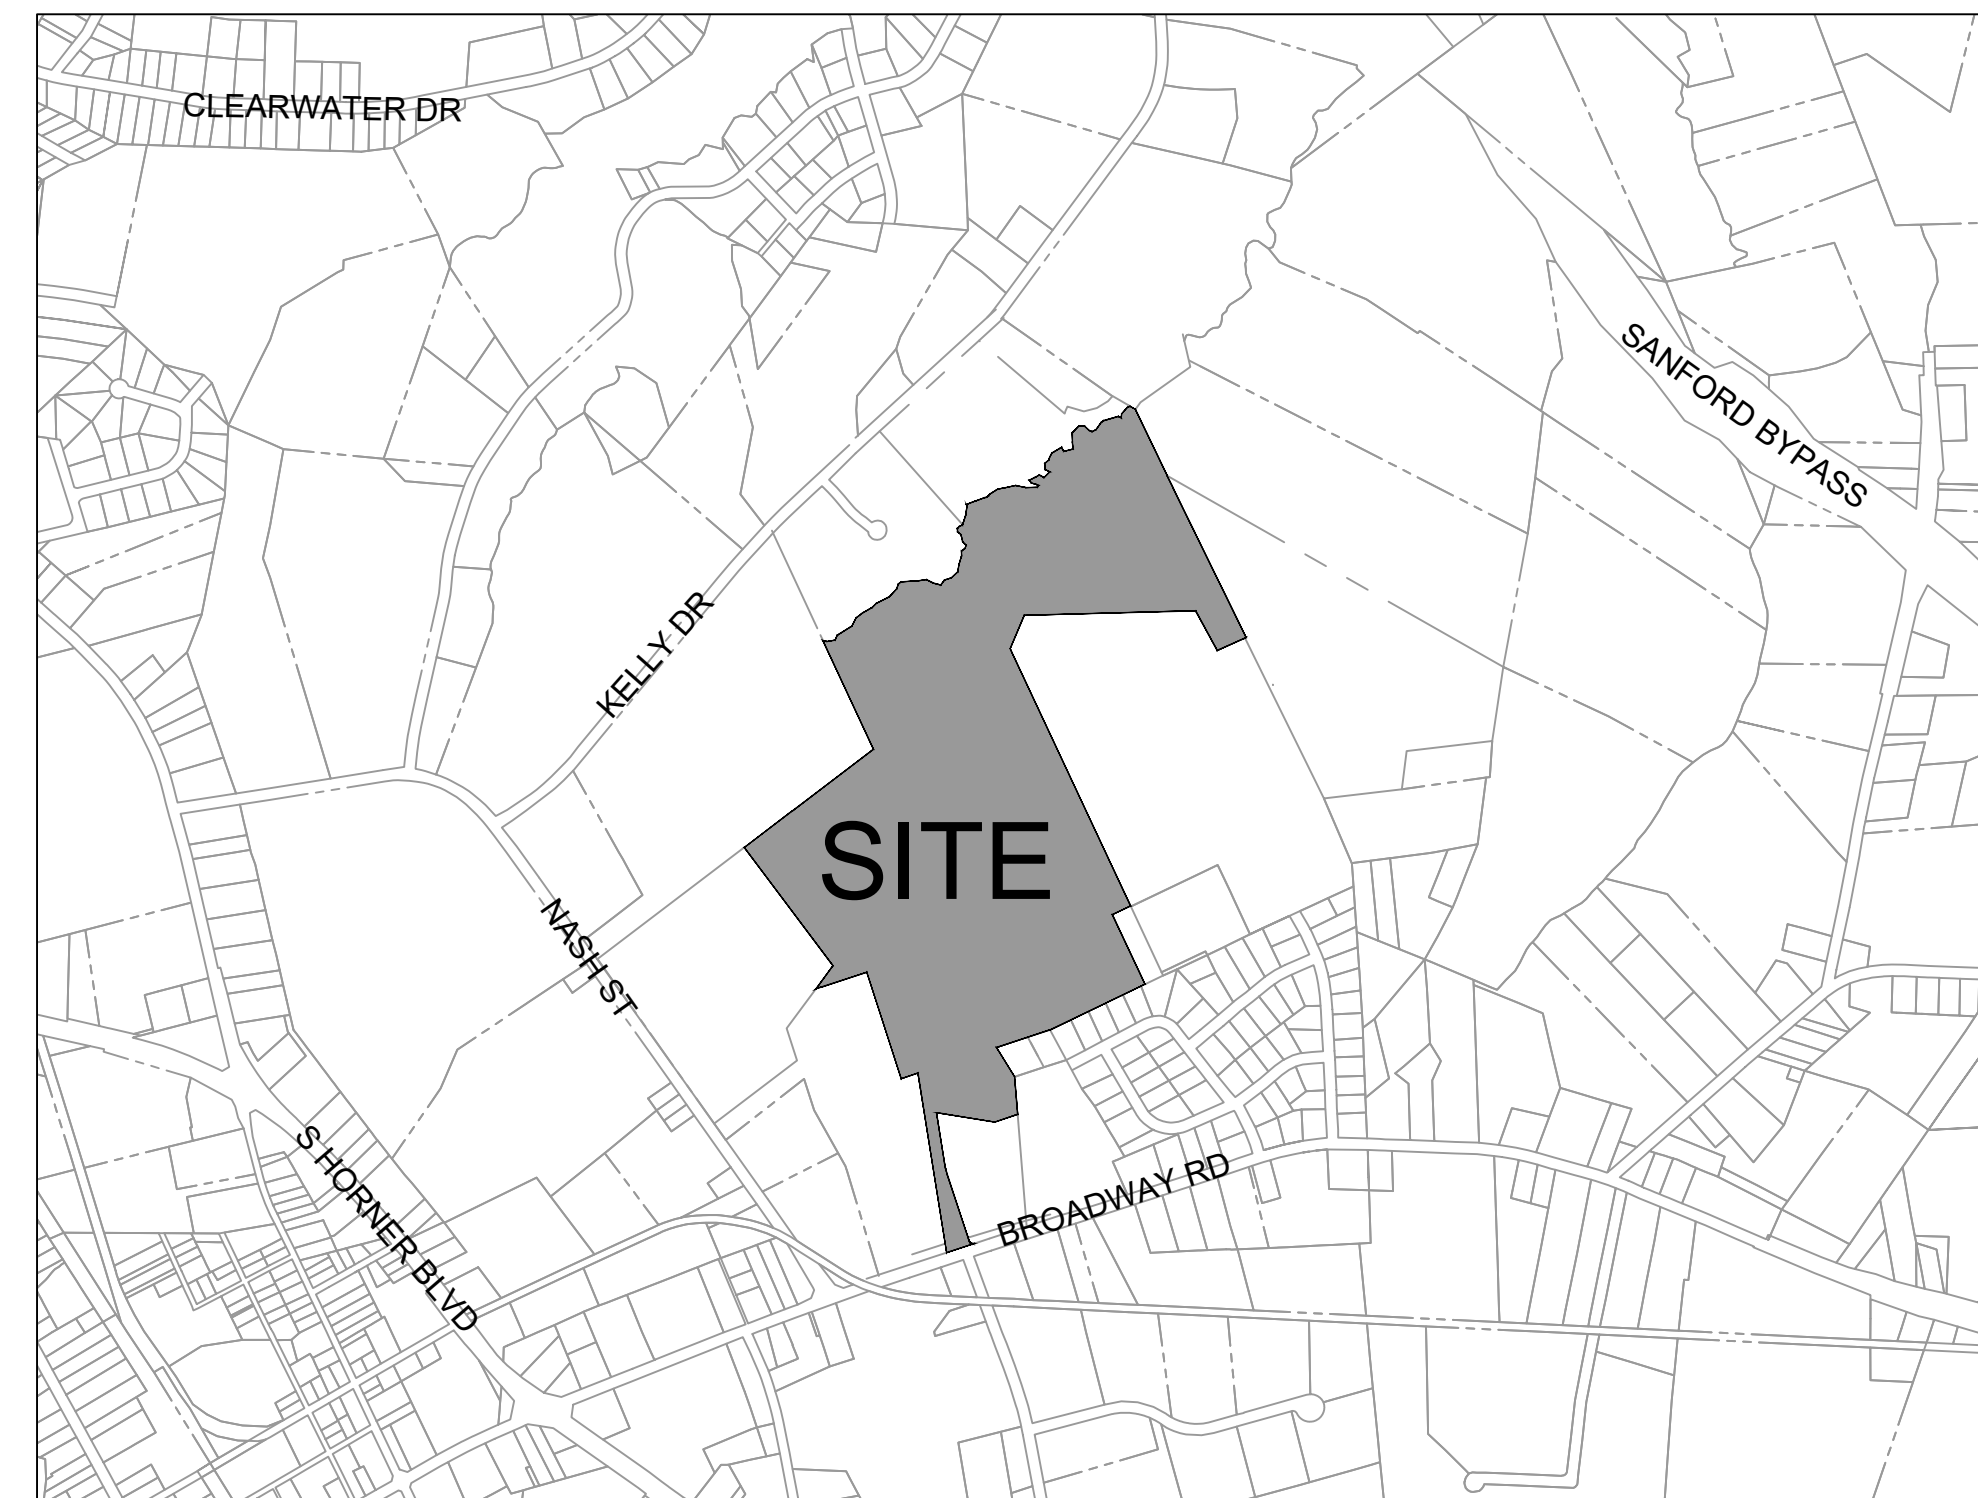 CLEARWATER DR
SANFORD BYPASS
KELLY DR
SITE
NASH ST
S HORNER BLVD
BROADWAY RD